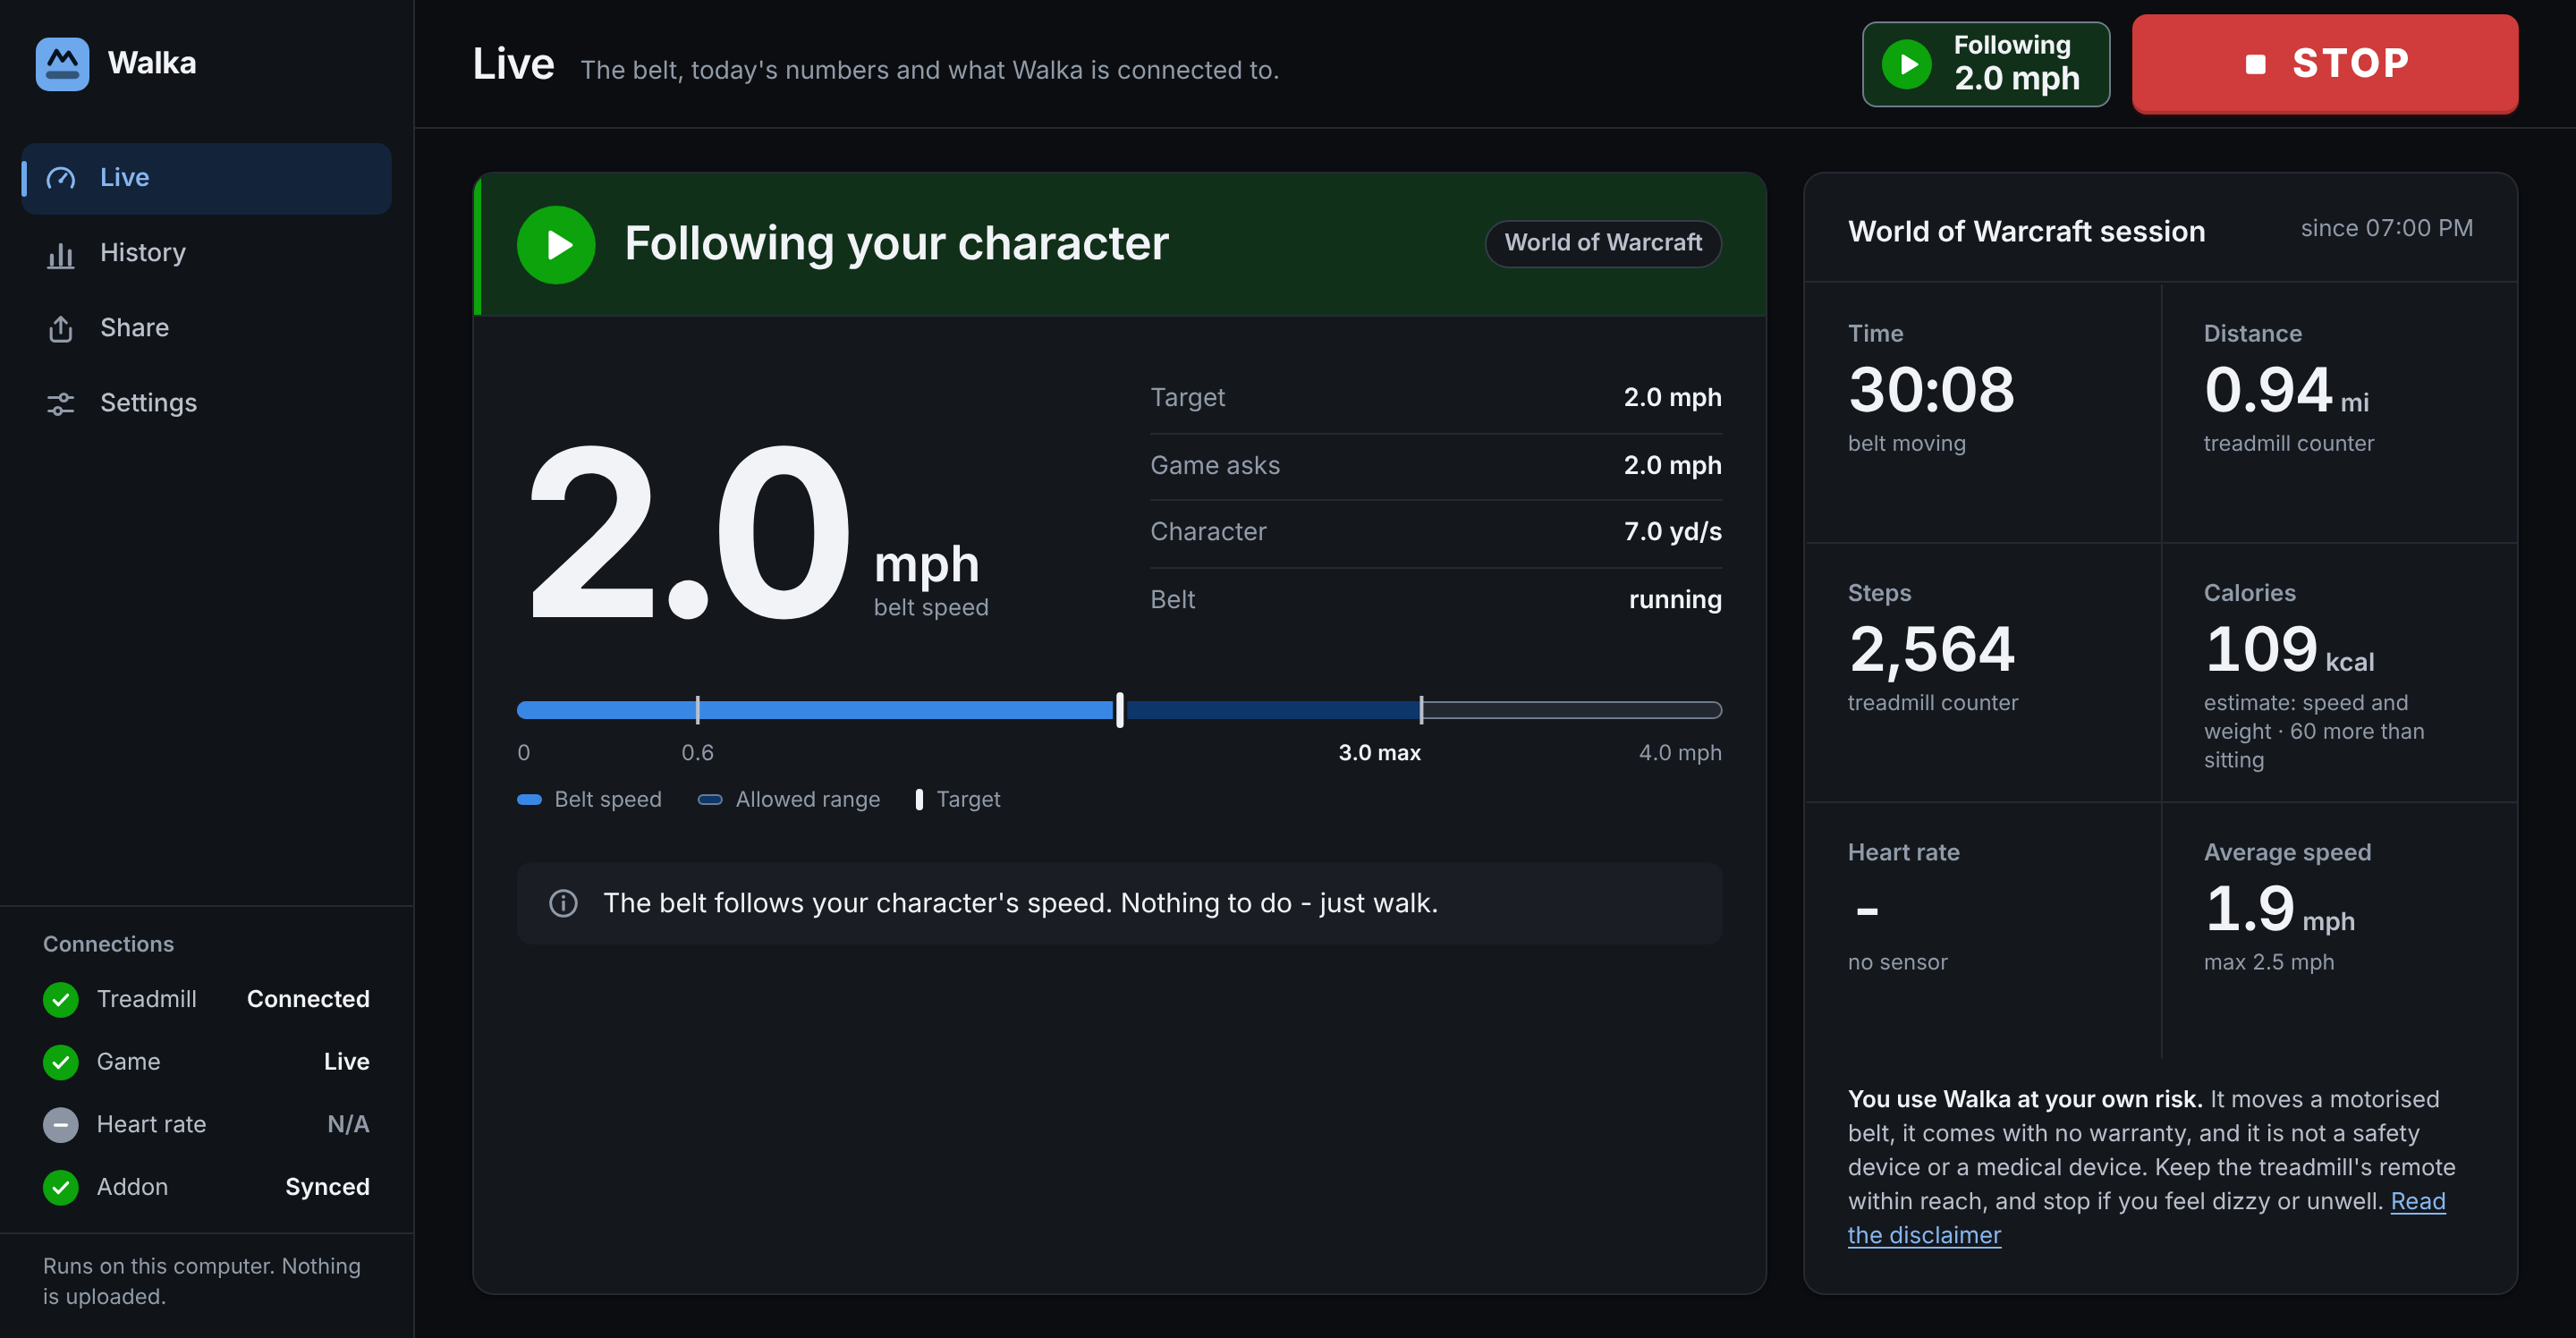 Walka
Live
History
Share
Settings
Connections
Treadmill Connected
Game Live
Heart rate N/A
Addon Synced
Runs on this computer. Nothing
is uploaded.
Live The belt, today's numbers and what Walka is connected to.
Following
2.0 mph
STOP
Following your character
World of Warcraft
2.0 mph
belt speed
Target 2.0 mph
Game asks 2.0 mph
Character 7.0 yd/s
Belt running
0 0.6 3.0 max 4.0 mph
Belt speed Allowed range Target
The belt follows your character's speed. Nothing to do - just walk.
World of Warcraft session since 07:00 PM
Time
30:08
belt moving
Distance
0.94 mi
treadmill counter
Steps
2,564
treadmill counter
Calories
109 kcal
estimate: speed and
weight · 60 more than
sitting
Heart rate
-
no sensor
Average speed
1.9 mph
max 2.5 mph
You use Walka at your own risk. It moves a motorised
belt, it comes with no warranty, and it is not a safety
device or a medical device. Keep the treadmill's remote
within reach, and stop if you feel dizzy or unwell. Read
the disclaimer